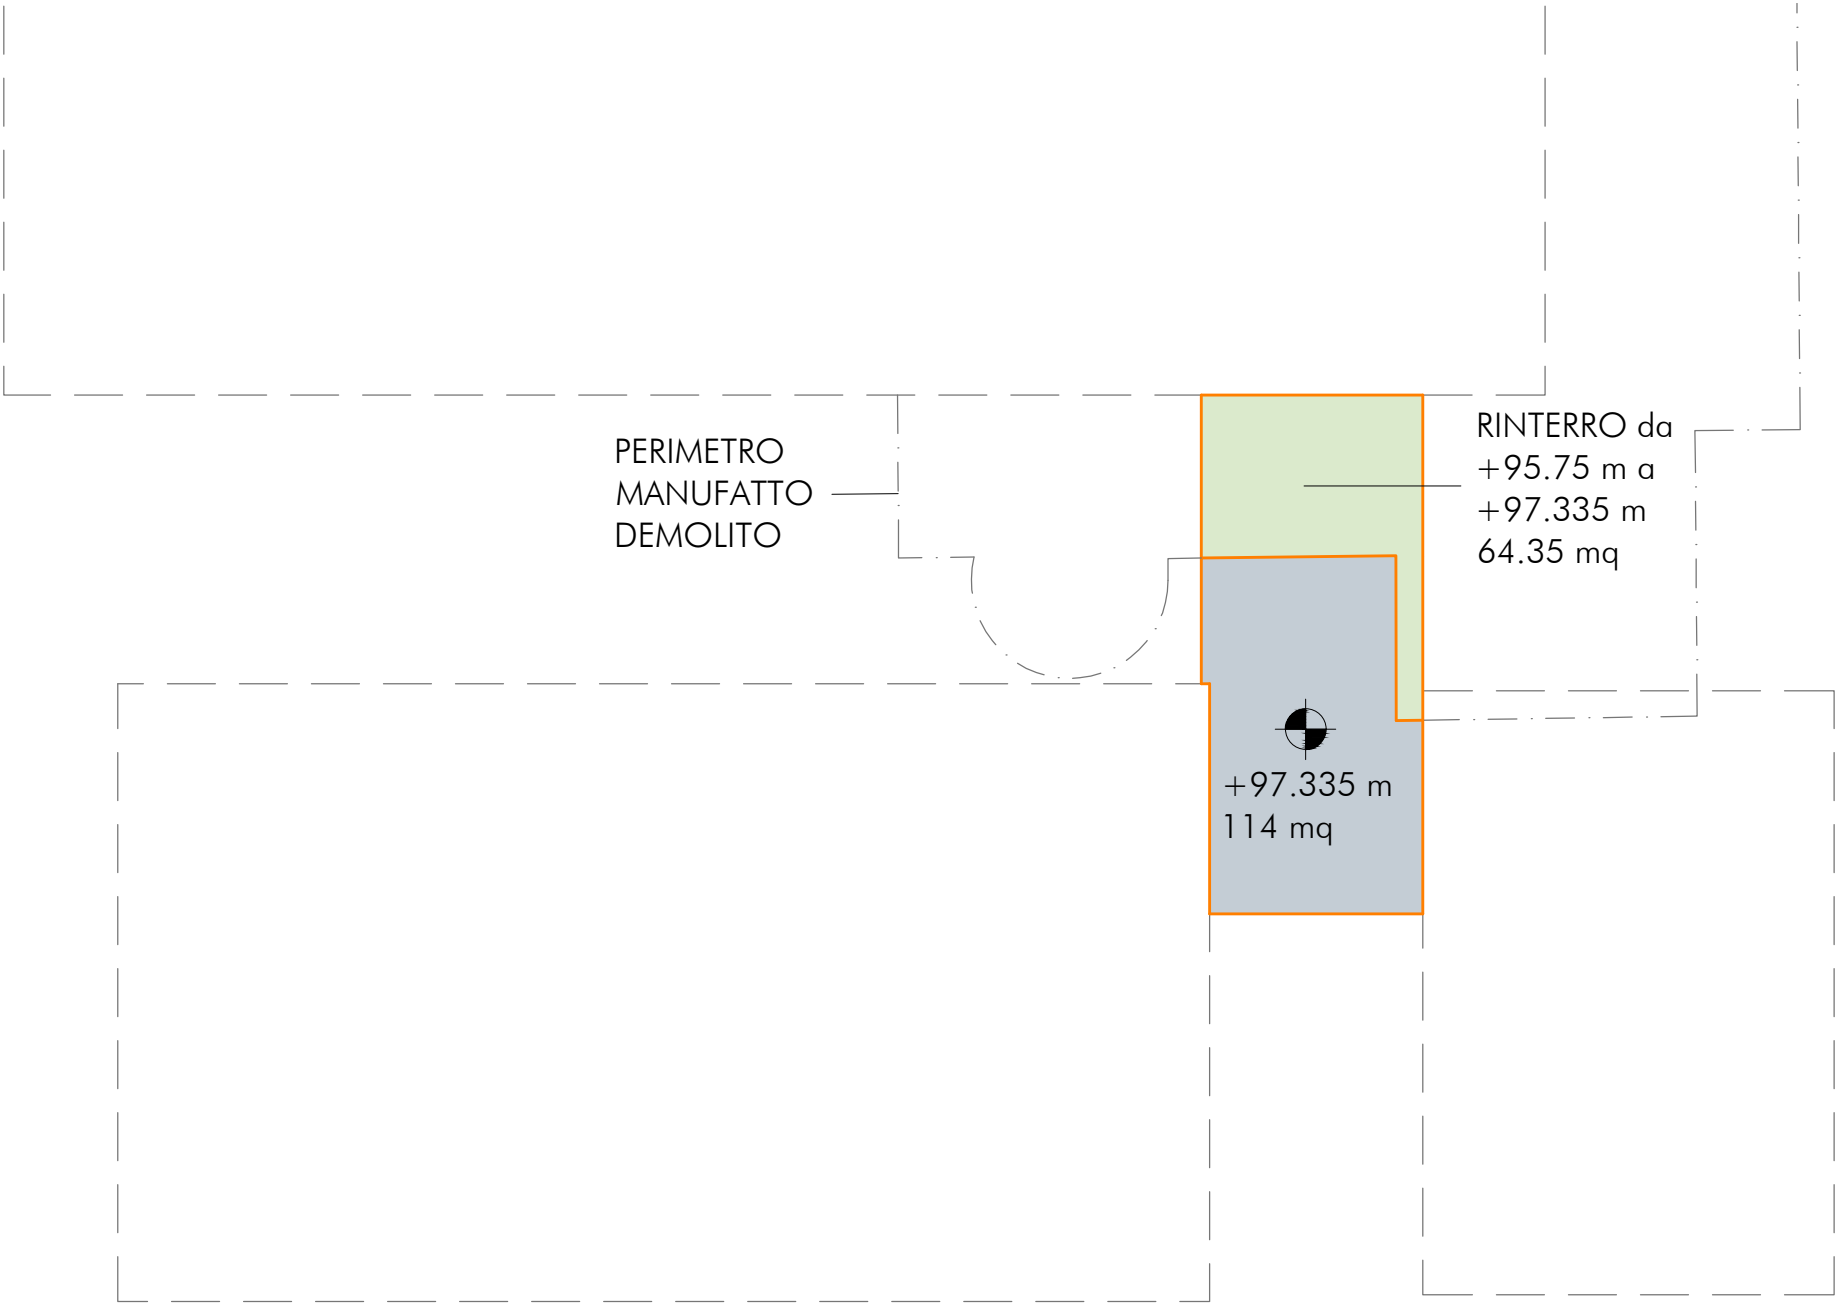 PERIMETRO
MANUFATTO
DEMOLITO
RINTERRO da
+95.75 m a
+97.335 m
64.35 mq
+97.335 m
114 mq